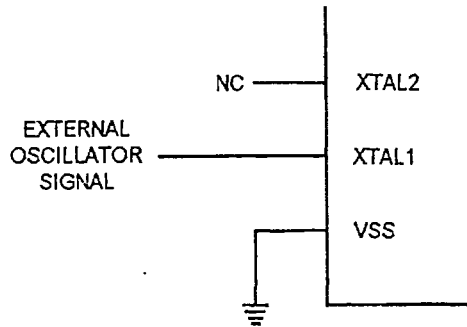 NC
XTAL2
EXTERNAL
OSCILLATOR
SIGNAL
XTAL1
VSS